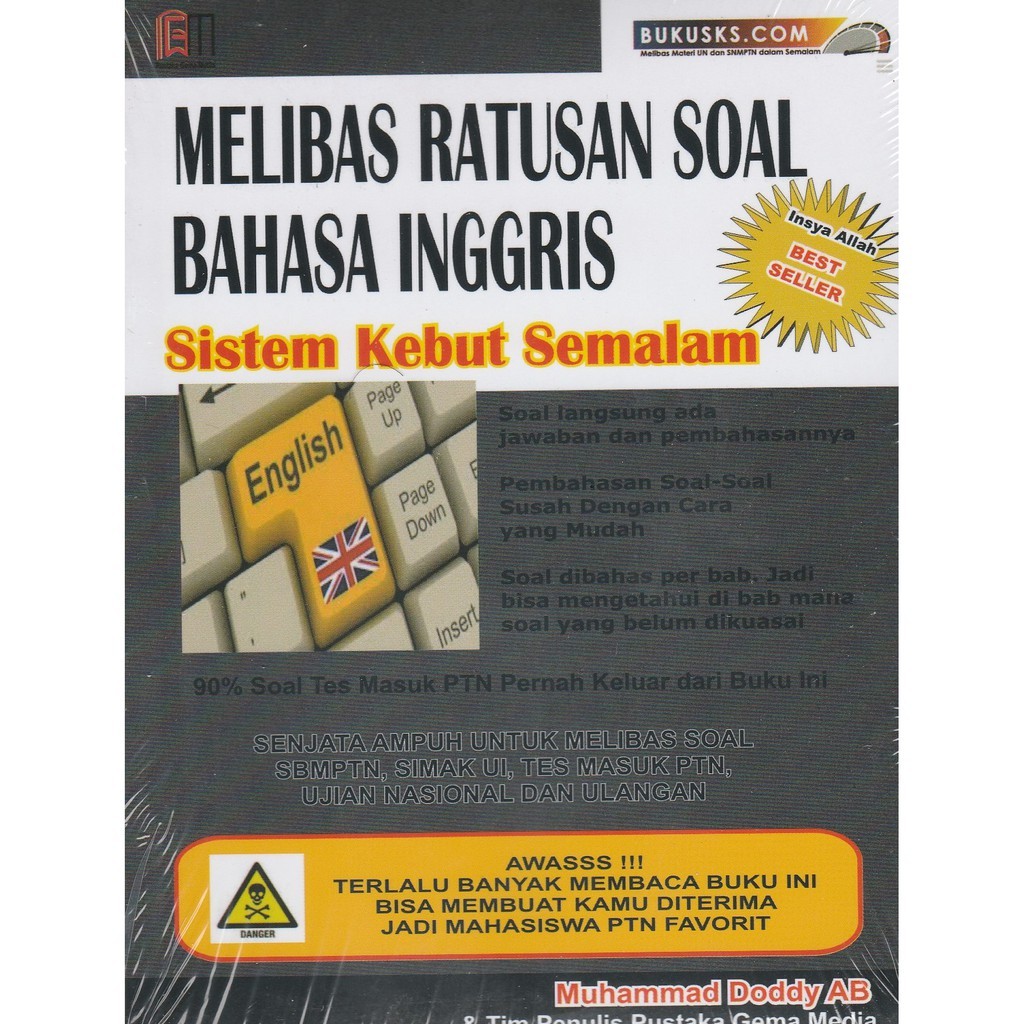 BUKUSKS.COM
Melibas Materi UN dan SNMPTN dalam Semalam
MELIBAS RATUSAN SOAL
BAHASA INGGRIS
Insya Allah
BEST
SELLER
Sistem Kebut Semalam
Page
Up
English
Page
Down
Insert
Soal langsung ada
jawaban dan pembahasannya
Pembahasan Soal-Soal
Susah Dengan Cara
yang Mudah
Soal dibahas per bab. Jadi
bisa mengetahui di bab mana
soal yang belum dikuasai
90% Soal Tes Masuk PTN Pernah Keluar dari Buku Ini
SENJATA AMPUH UNTUK MELIBAS SOAL
SBMPTN, SIMAK UI, TES MASUK PTN,
UJIAN NASIONAL DAN ULANGAN
AWASSS !!!
TERLALU BANYAK MEMBACA BUKU INI
BISA MEMBUAT KAMU DITERIMA
JADI MAHASISWA PTN FAVORIT
DANGER
Muhammad Doddy AB
& Tim Penulis Pustaka Gema Media